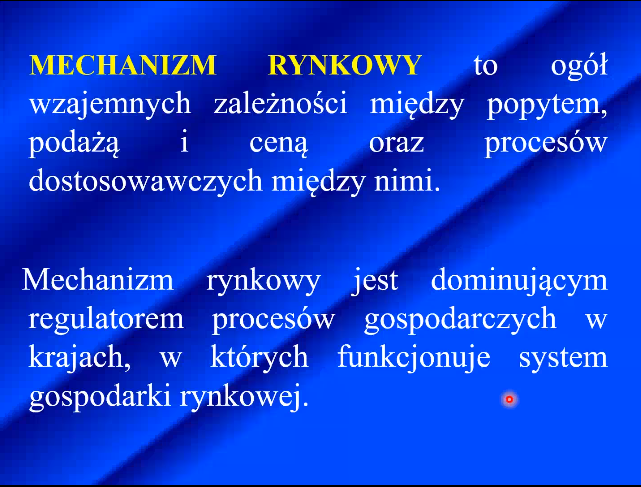 MECHANIZM RYNKOWY to ogół
wzajemnych zależności między popytem,
podażą i ceną oraz procesów
dostosowawczych między nimi.
Mechanizm rynkowy jest dominującym
regulatorem procesów gospodarczych w
krajach, w których funkcjonuje system
gospodarki rynkowej.